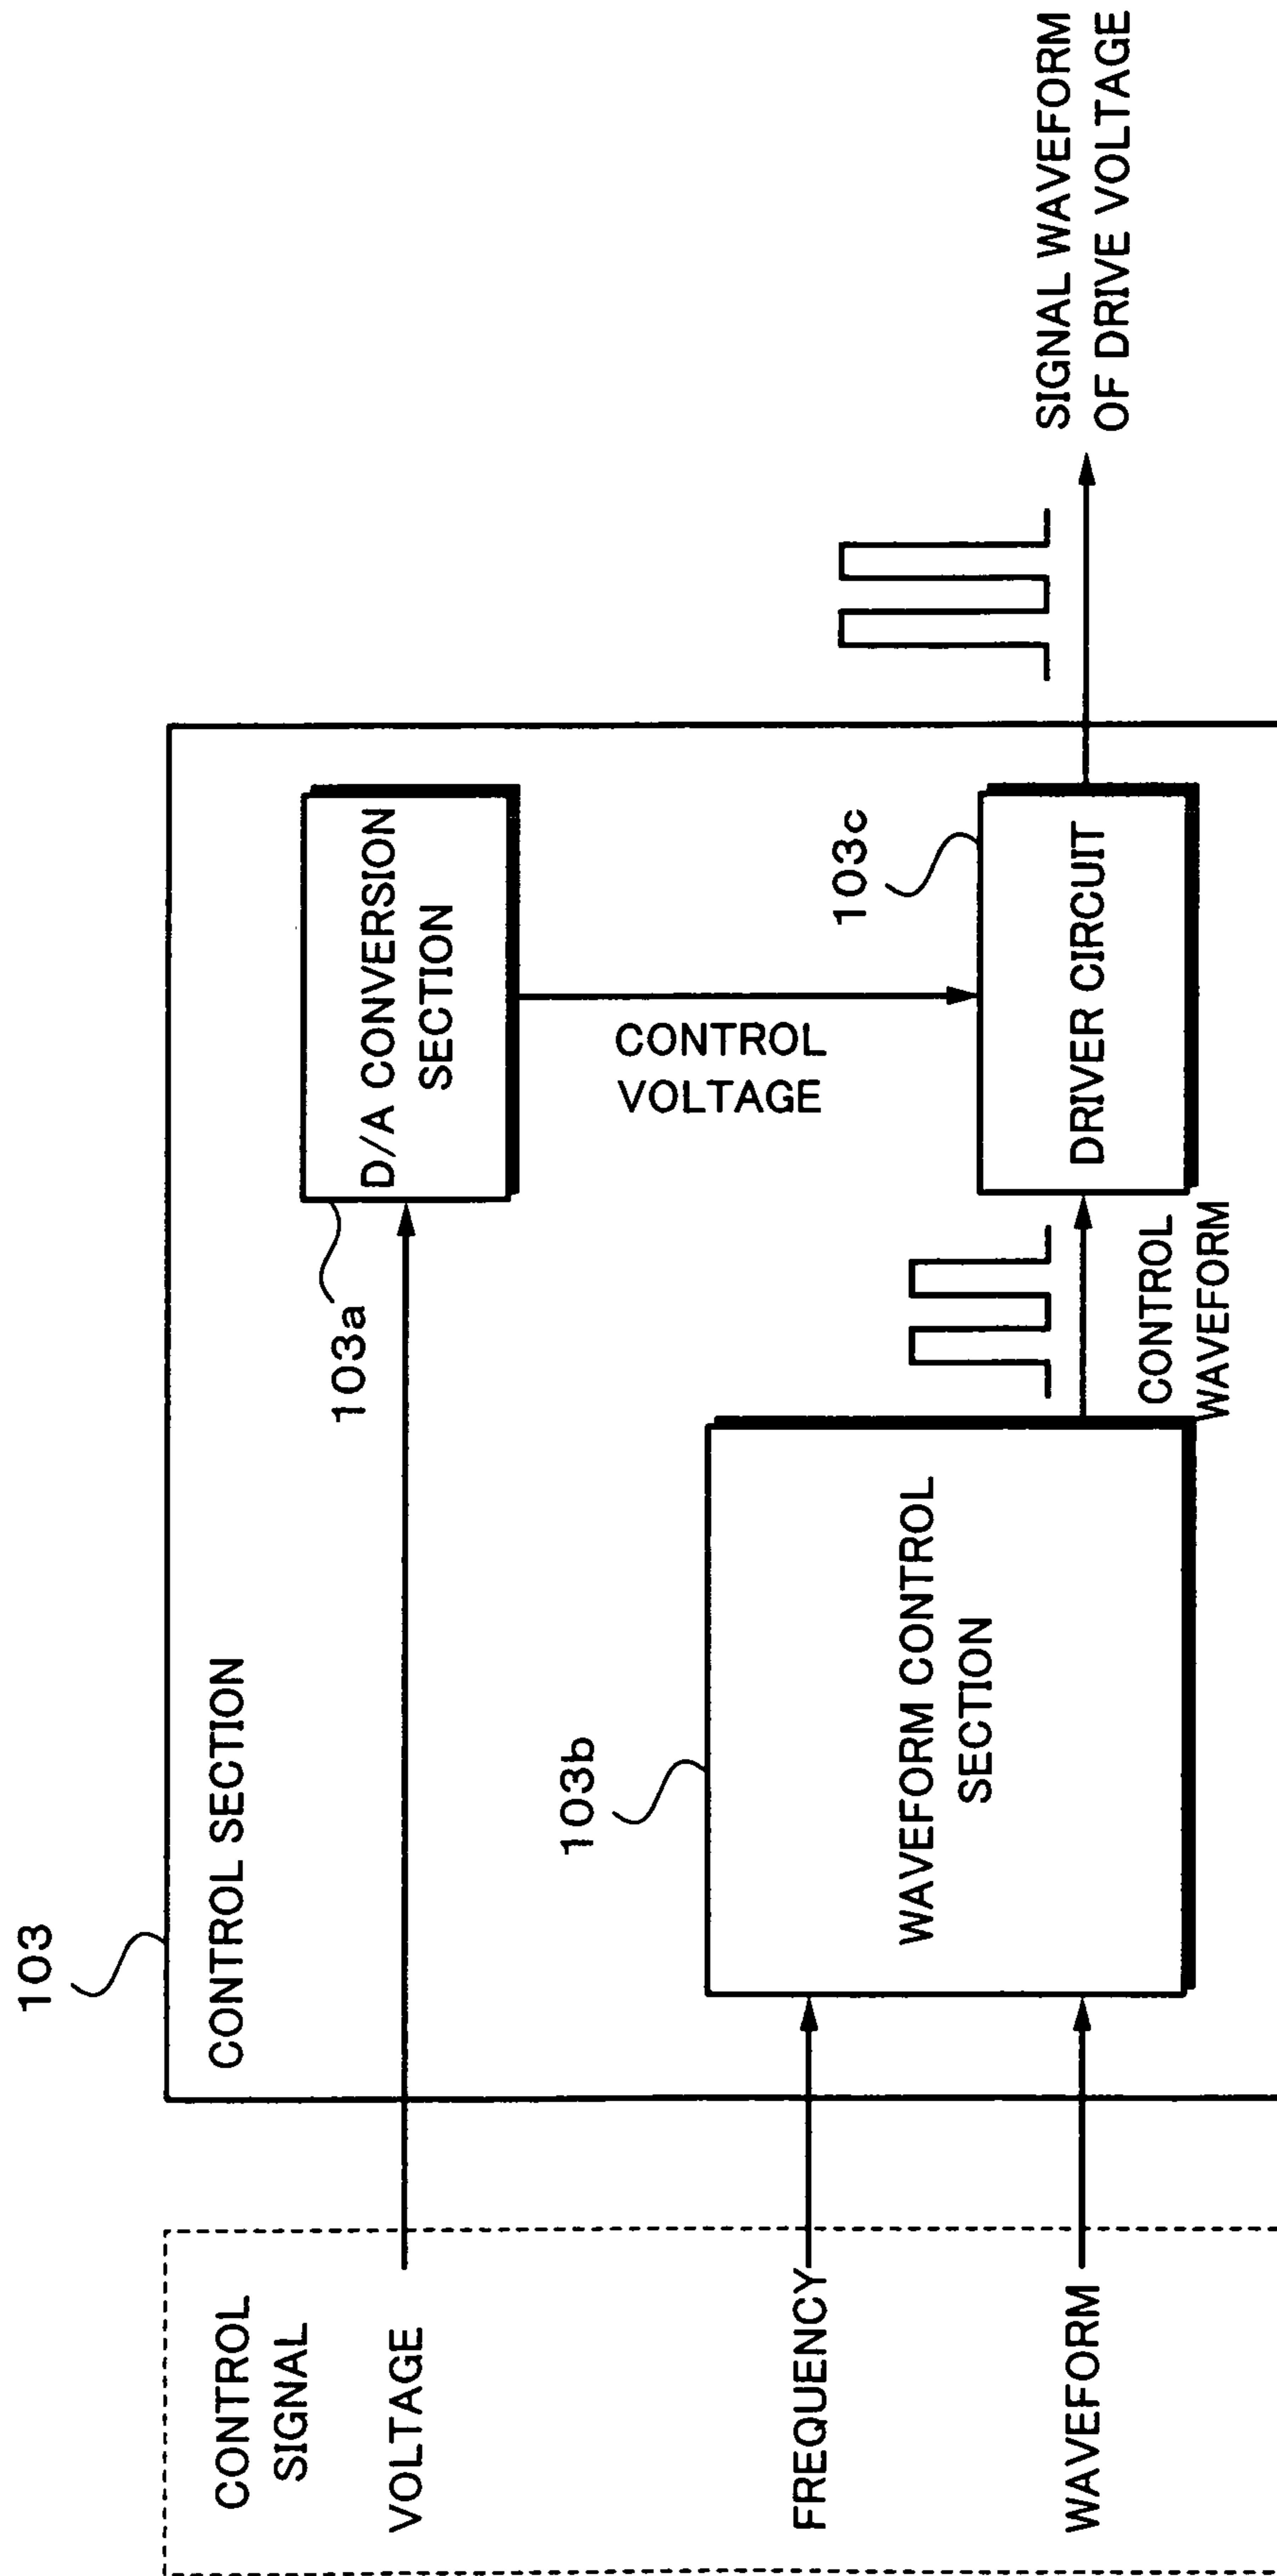 103
CONTROL SECTION
CONTROL
SIGNAL
VOLTAGE
103a
D/A CONVERSION
SECTION
CONTROL
VOLTAGE
103b
FREQUENCY
WAVEFORM
WAVEFORM CONTROL
SECTION
CONTROL
WAVEFORM
103c
DRIVER CIRCUIT
SIGNAL WAVEFORM
OF DRIVE VOLTAGE